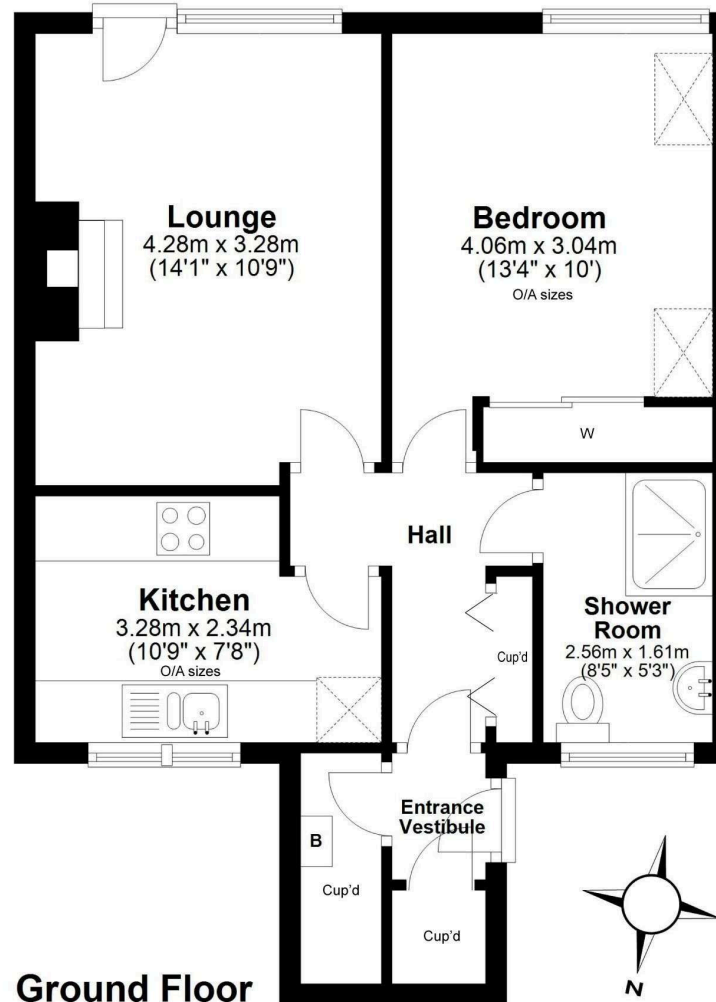 Lounge
4.28m x 3.28m
(14'1" x 10'9")
Bedroom
4.06m x 3.04m
(13'4" x 10')
O/A sizes
W
Hall
Kitchen
3.28m x 2.34m
(10'9" x 7'8")
O/A sizes
Shower
Room
2.56m x 1.61m
(8'5" x 5'3")
Cup'd
Entrance
Vestibule
B
Cup'd
Cup'd
N
Ground Floor